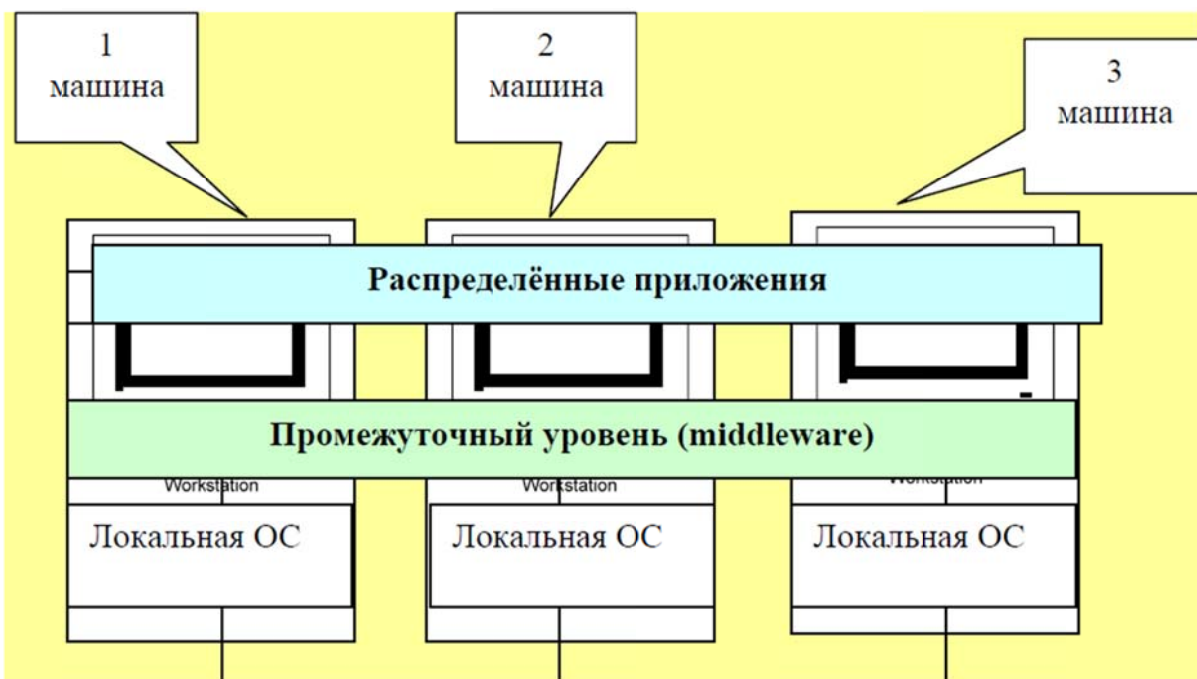 1
машина
2
машина
3
машина
Распределённые приложения
Промежуточный уровень (middleware)
Workstation
Workstation
Workstation
Локальная ОС
Локальная ОС
Локальная ОС